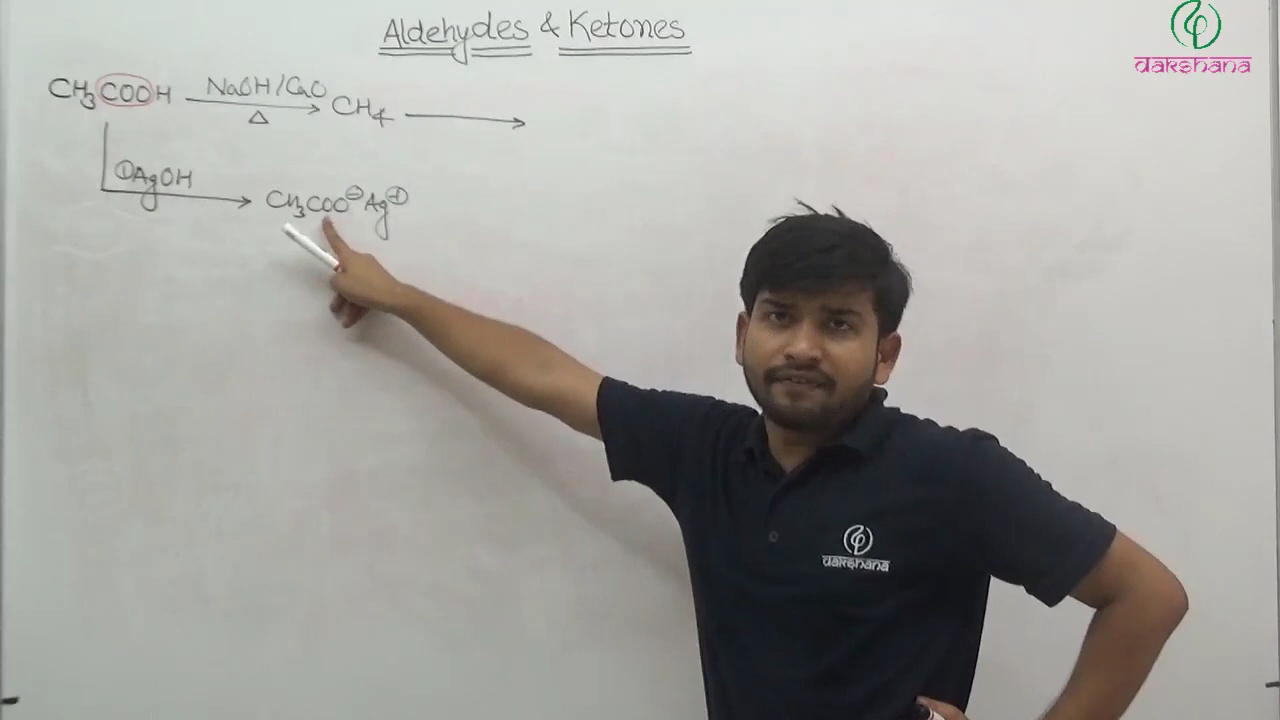 Aldehydes & Ketones
dakshana
CH₃COOH NaOH/CaO CH₄
△
①AgOH
CH₃COO⊖Ag⊕
dakshana